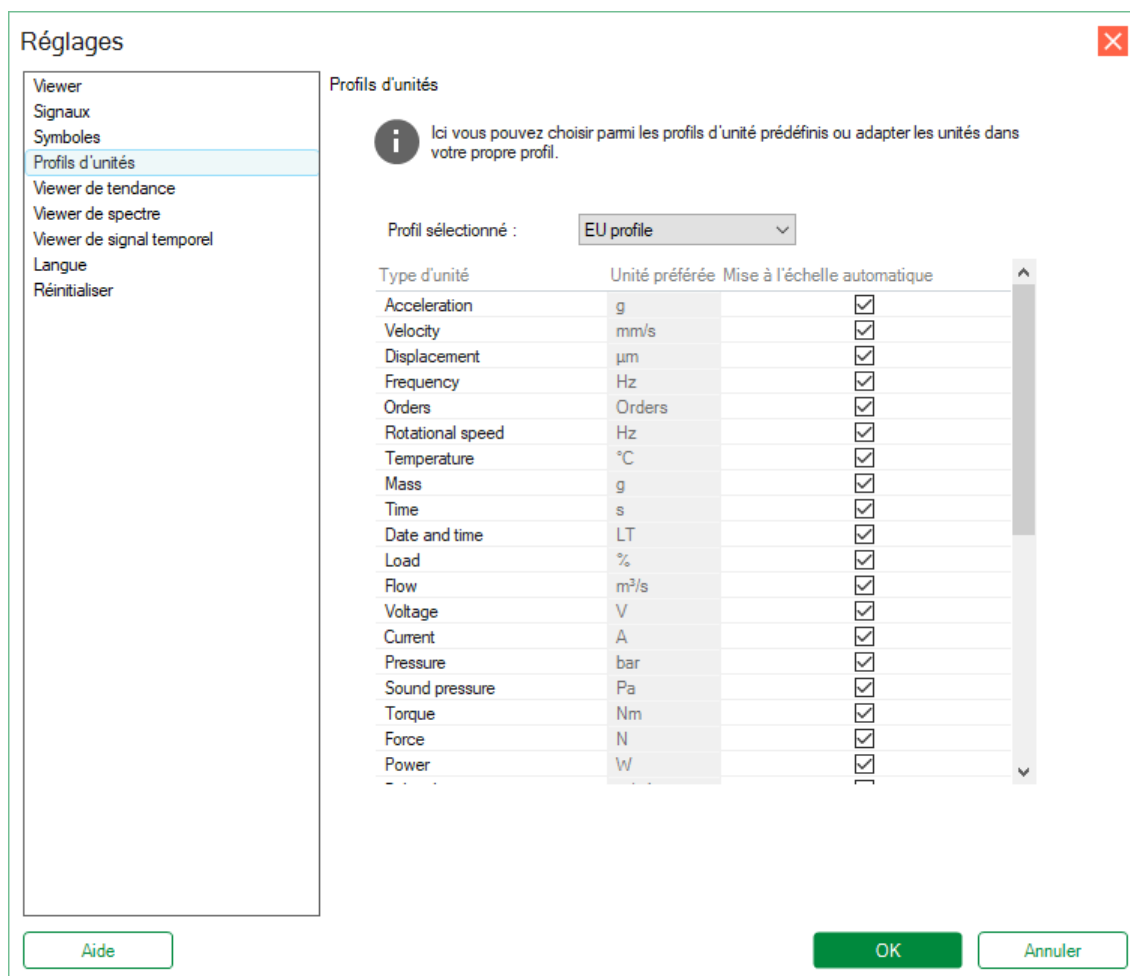 Réglages
Viewer
Signaux
Symboles
Profils d'unités
Viewer de tendance
Viewer de spectre
Viewer de signal temporel
Langue
Réinitialiser
Profils d'unités
i
Ici vous pouvez choisir parmi les profils d'unité prédéfinis ou adapter les unités dans
votre propre profil.
Profil sélectionné : EU profile
Type d'unité Unité préférée Mise à l'échelle automatique
Acceleration g
Velocity mm/s
Displacement µm
Frequency Hz
Orders Orders
Rotational speed Hz
Temperature °C
Mass g
Time s
Date and time LT
Load %
Flow m³/s
Voltage V
Current A
Pressure bar
Sound pressure Pa
Torque Nm
Force N
Power W
Aide OK Annuler